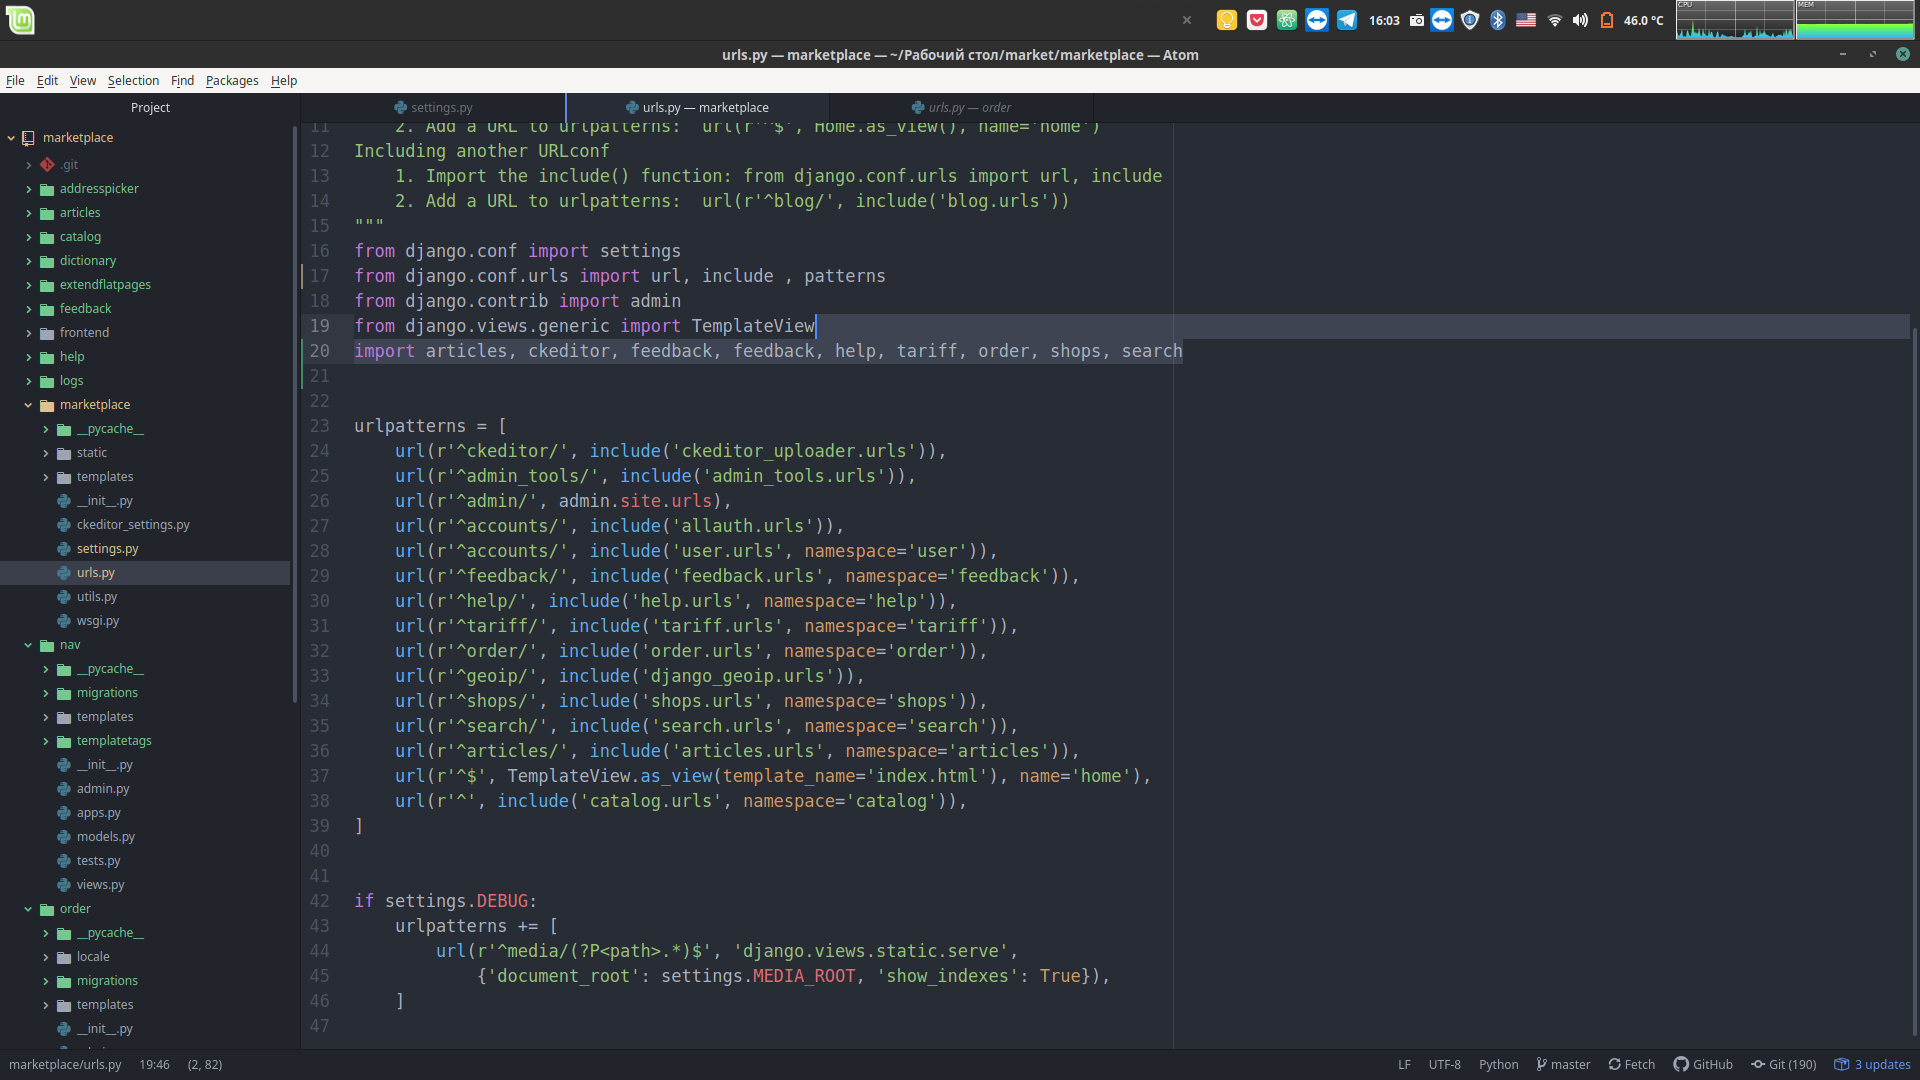 16:03
46.0 °C
CPU
MEM
urls.py — marketplace — ~/Рабочий стол/market/marketplace — Atom
File Edit View Selection Find Packages Help
Project
settings.py
urls.py — marketplace
urls.py — order
marketplace
.git
addresspicker
articles
catalog
dictionary
extendflatpages
feedback
frontend
help
logs
marketplace
__pycache__
static
templates
__init__.py
ckeditor_settings.py
settings.py
urls.py
utils.py
wsgi.py
nav
__pycache__
migrations
templates
templatetags
__init__.py
admin.py
apps.py
models.py
tests.py
views.py
order
__pycache__
locale
migrations
templates
__init__.py
11     2. Add a URL to urlpatterns:  url(r'^$', Home.as_view(), name='home')
12 Including another URLconf
13     1. Import the include() function: from django.conf.urls import url, include
14     2. Add a URL to urlpatterns:  url(r'^blog/', include('blog.urls'))
15 """
16 from django.conf import settings
17 from django.conf.urls import url, include , patterns
18 from django.contrib import admin
19 from django.views.generic import TemplateView
20 import articles, ckeditor, feedback, feedback, help, tariff, order, shops, search
21
22
23 urlpatterns = [
24     url(r'^ckeditor/', include('ckeditor_uploader.urls')),
25     url(r'^admin_tools/', include('admin_tools.urls')),
26     url(r'^admin/', admin.site.urls),
27     url(r'^accounts/', include('allauth.urls')),
28     url(r'^accounts/', include('user.urls', namespace='user')),
29     url(r'^feedback/', include('feedback.urls', namespace='feedback')),
30     url(r'^help/', include('help.urls', namespace='help')),
31     url(r'^tariff/', include('tariff.urls', namespace='tariff')),
32     url(r'^order/', include('order.urls', namespace='order')),
33     url(r'^geoip/', include('django_geoip.urls')),
34     url(r'^shops/', include('shops.urls', namespace='shops')),
35     url(r'^search/', include('search.urls', namespace='search')),
36     url(r'^articles/', include('articles.urls', namespace='articles')),
37     url(r'^$', TemplateView.as_view(template_name='index.html'), name='home'),
38     url(r'^', include('catalog.urls', namespace='catalog')),
39 ]
40
41
42 if settings.DEBUG:
43     urlpatterns += [
44         url(r'^media/(?P<path>.*)$', 'django.views.static.serve',
45             {'document_root': settings.MEDIA_ROOT, 'show_indexes': True}),
46     ]
47
marketplace/urls.py 19:46 (2, 82)
LF UTF-8 Python master Fetch GitHub Git (190) 3 updates